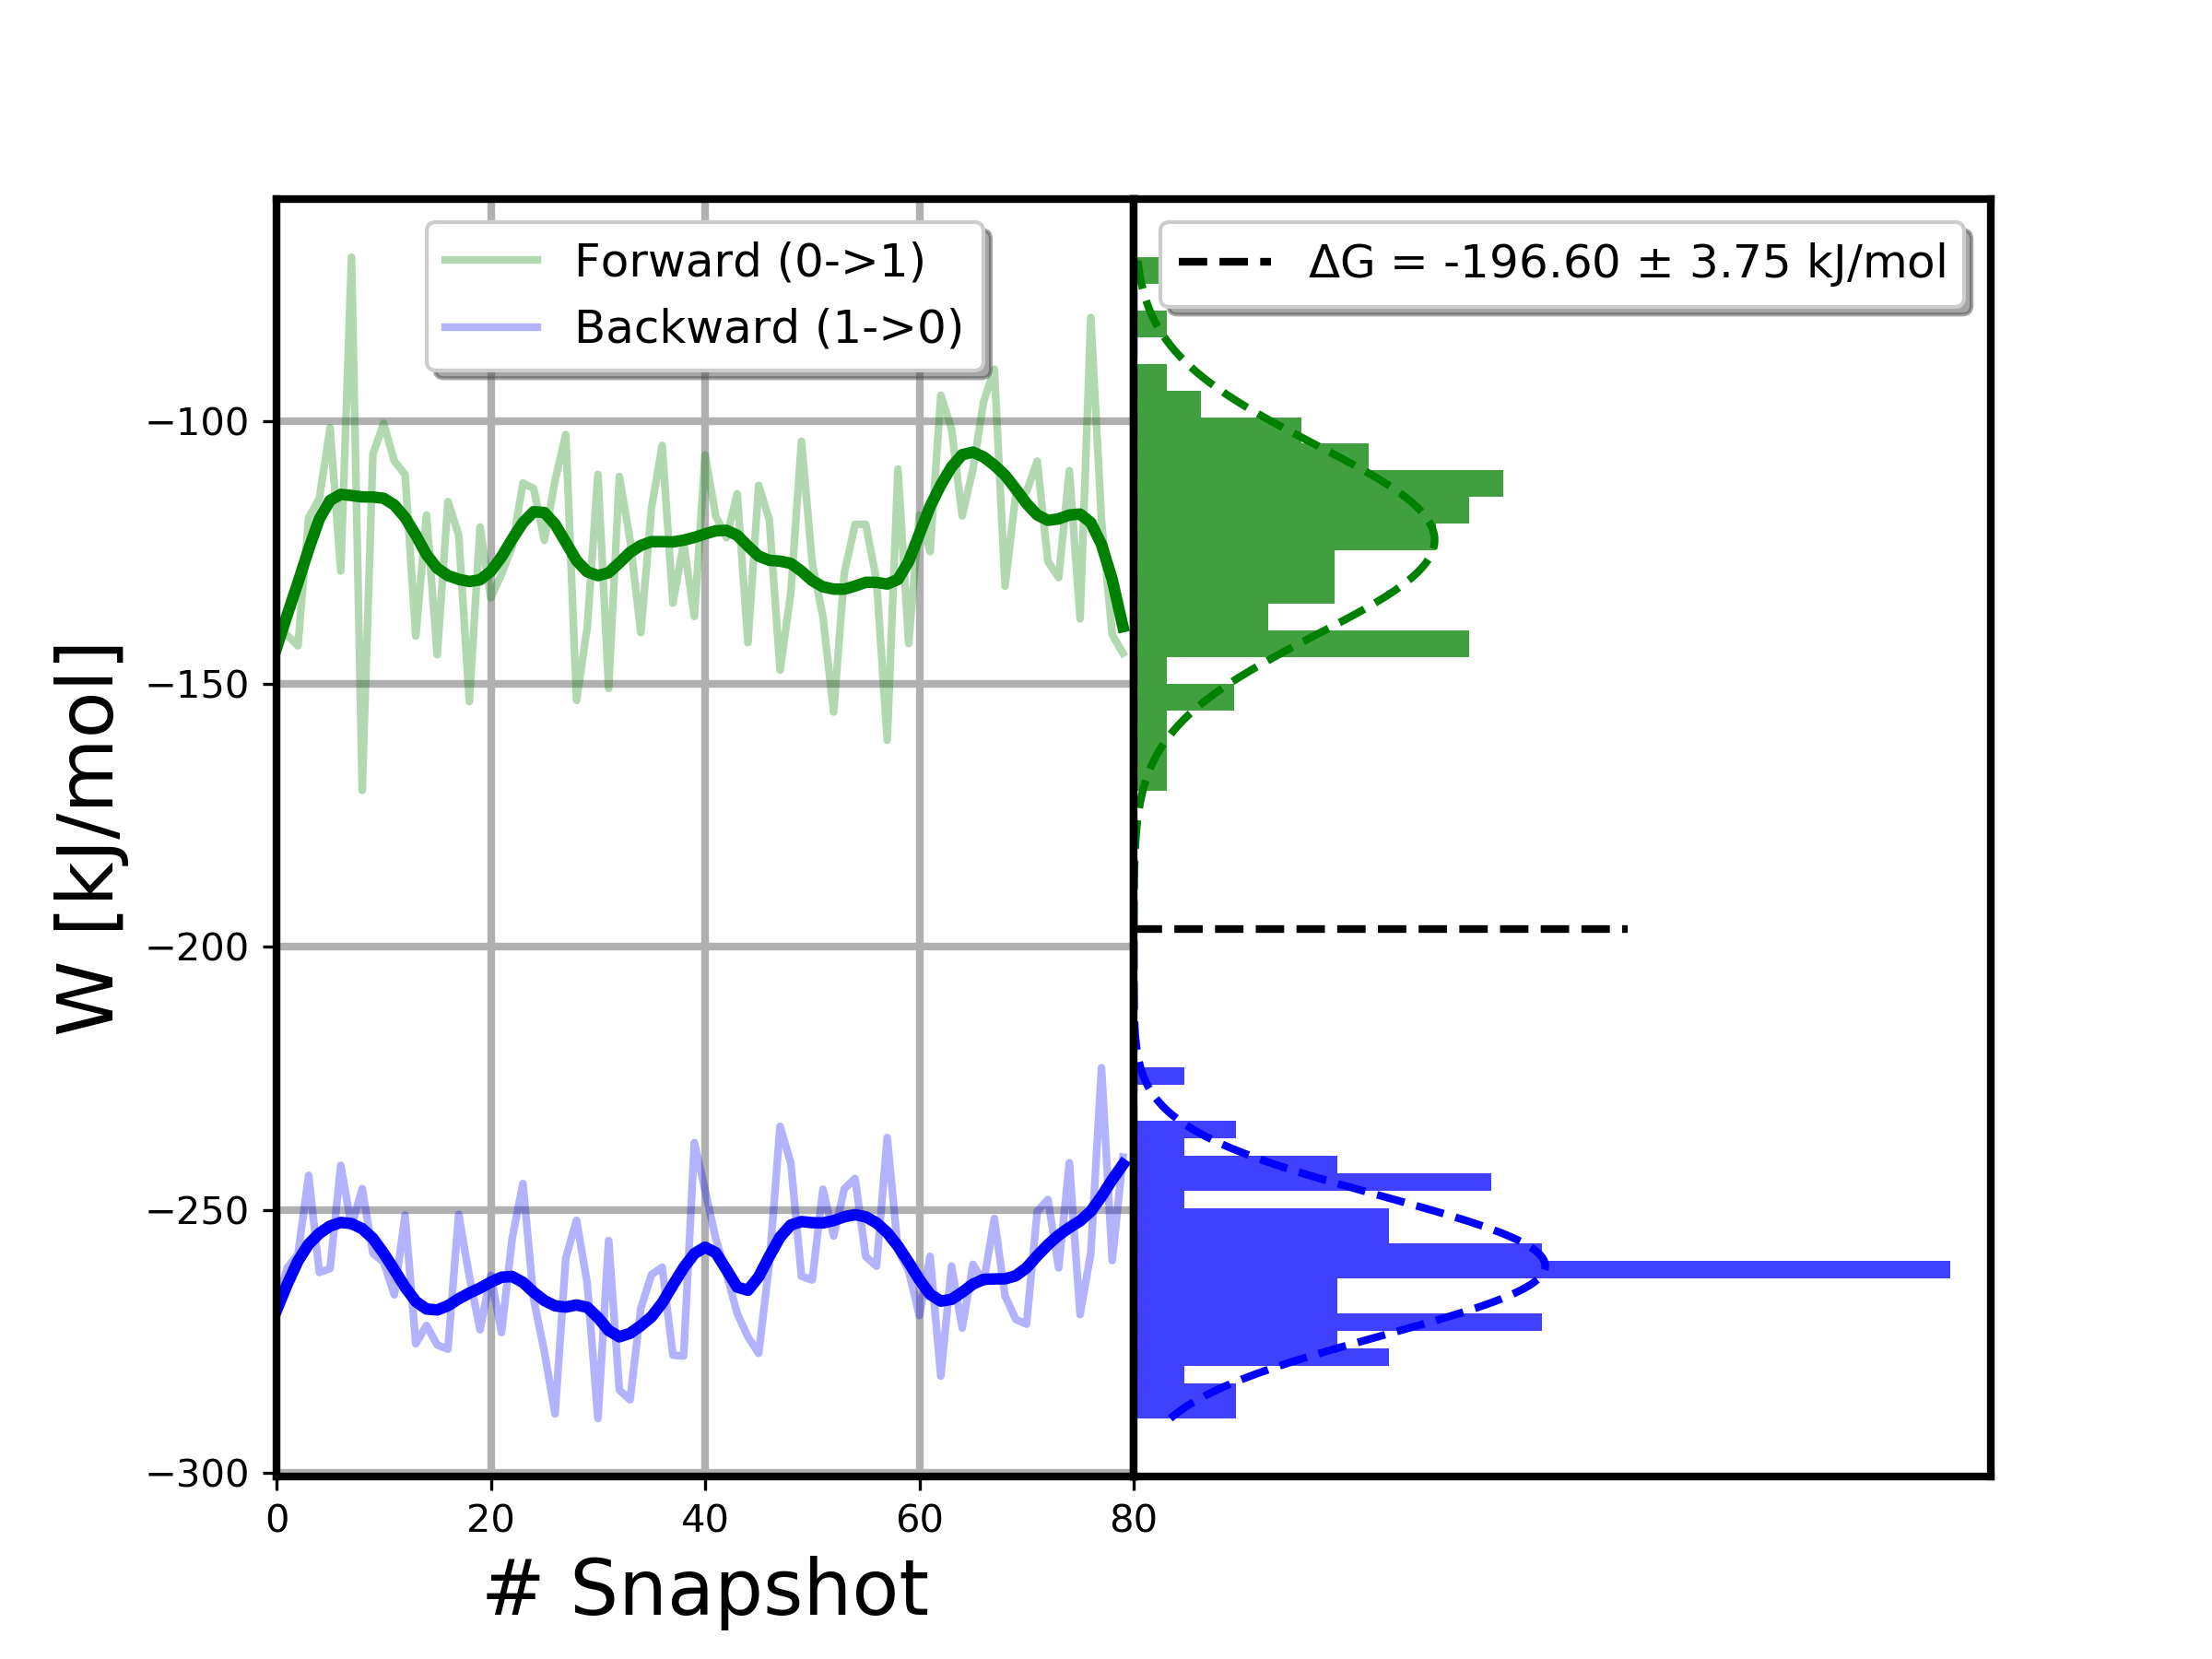 Forward (0->1)
Backward (1->0)
ΔG = -196.60 ± 3.75 kJ/mol
W [kJ/mol]
−100
−150
−200
−250
−300
0 20 40 60 80
# Snapshot